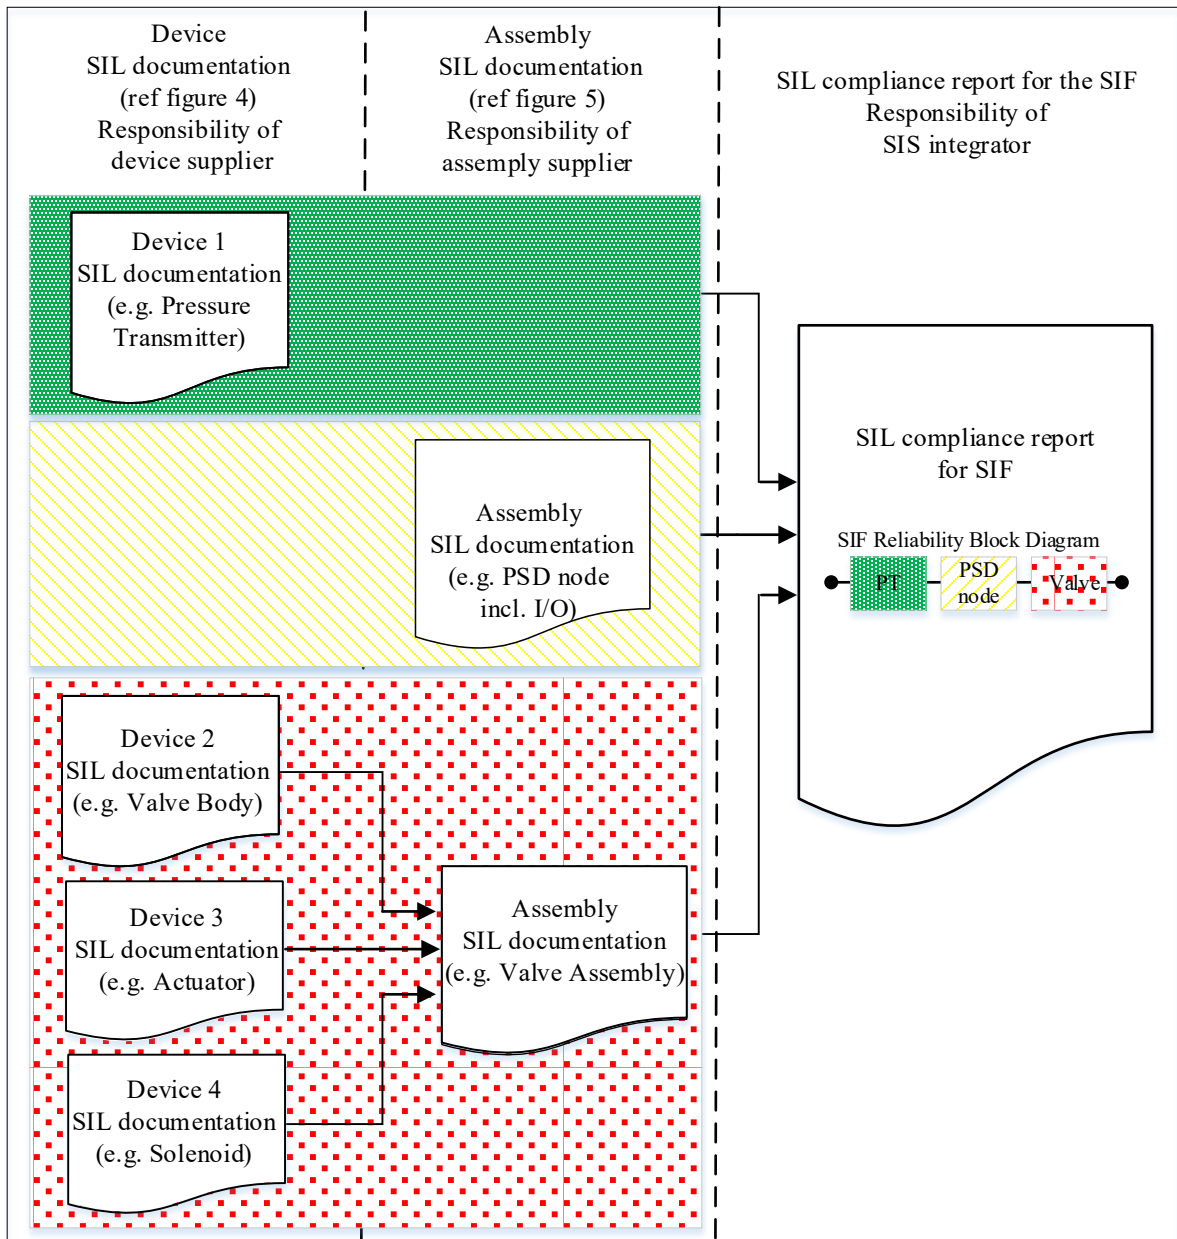 Device
SIL documentation
(ref figure 4)
Responsibility of
device supplier
Assembly
SIL documentation
(ref figure 5)
Responsibility of
assemply supplier
SIL compliance report for the SIF
Responsibility of
SIS integrator
Device 1
SIL documentation
(e.g. Pressure
Transmitter)
Assembly
SIL documentation
(e.g. PSD node
incl. I/O)
Device 2
SIL documentation
(e.g. Valve Body)
Device 3
SIL documentation
(e.g. Actuator)
Device 4
SIL documentation
(e.g. Solenoid)
Assembly
SIL documentation
(e.g. Valve Assembly)
SIL compliance report
for SIF
SIF Reliability Block Diagram
PT
PSD
node
Valve